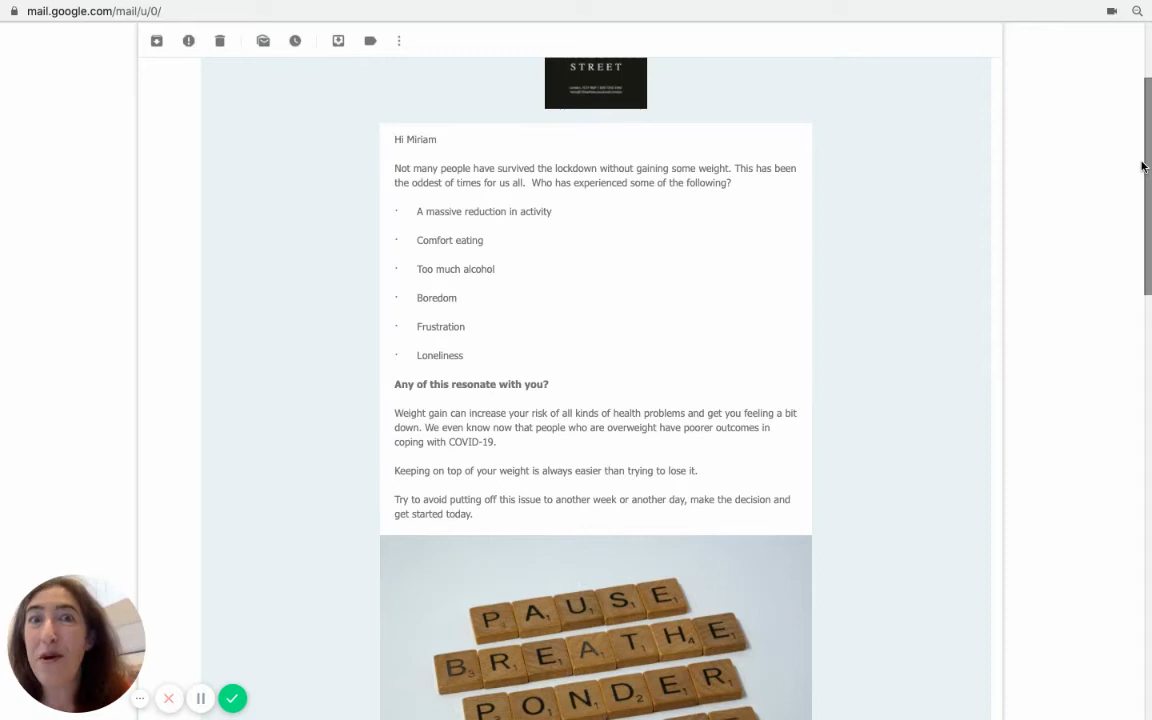 mail.google.com/mail/u/0/
STREET
Hi Miriam
Not many people have survived the lockdown without gaining some weight. This has been
the oddest of times for us all.  Who has experienced some of the following?
· A massive reduction in activity
· Comfort eating
· Too much alcohol
· Boredom
· Frustration
· Loneliness
Any of this resonate with you?
Weight gain can increase your risk of all kinds of health problems and get you feeling a bit
down. We even know now that people who are overweight have poorer outcomes in
coping with COVID-19.
Keeping on top of your weight is always easier than trying to lose it.
Try to avoid putting off this issue to another week or another day, make the decision and
get started today.
PAUSE
BREATHE
PONDER